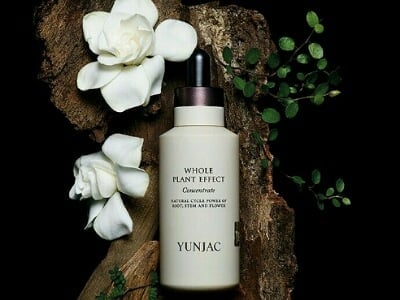 WHOLE
PLANT EFFECT
Concentrate
NATURAL CYCLE POWER OF
ROOT, STEM AND FLOWER
YUNJAC